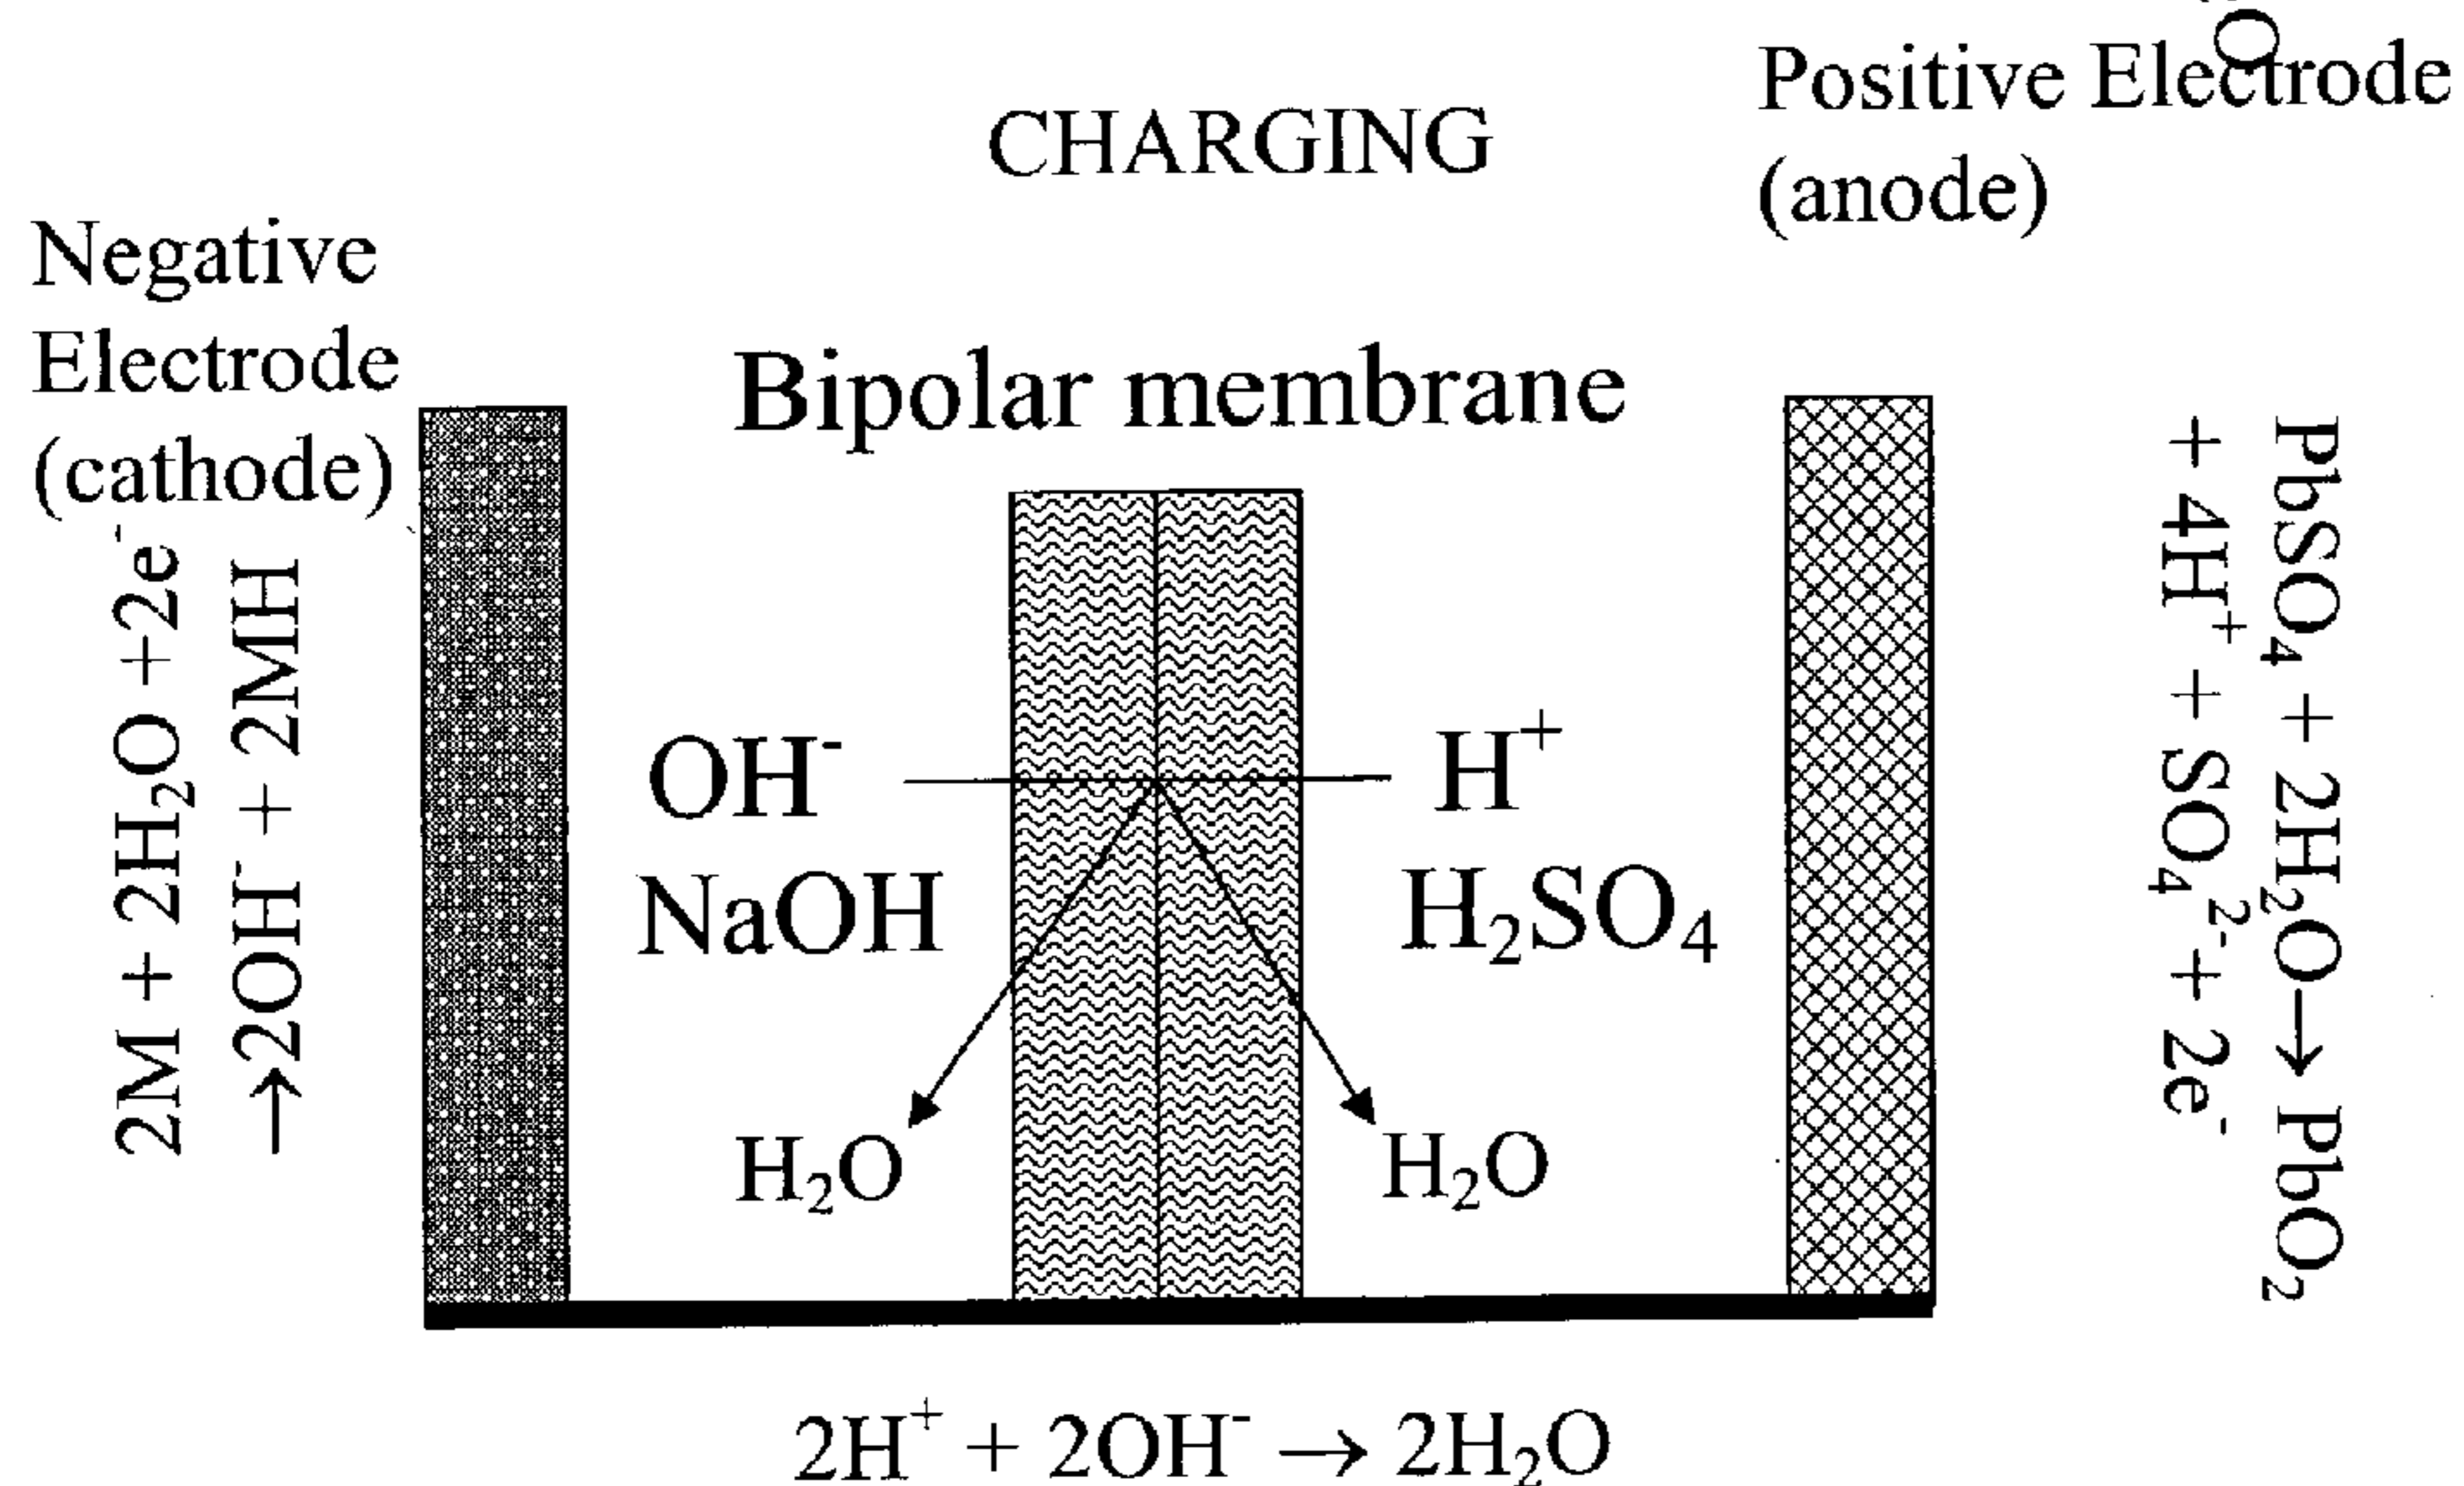 O
Positive Electrode
(anode)
CHARGING
Negative
Electrode
(cathode)
Bipolar membrane
2M + 2H₂O +2e⁻
→2OH⁻ + 2MH
OH⁻
H⁺
NaOH
H₂SO₄
H₂O
H₂O
PbSO₄ + 2H₂O→ PbO₂
+ 4H⁺ + SO₄²⁻+ 2e⁻
2H⁺ + 2OH⁻ → 2H₂O